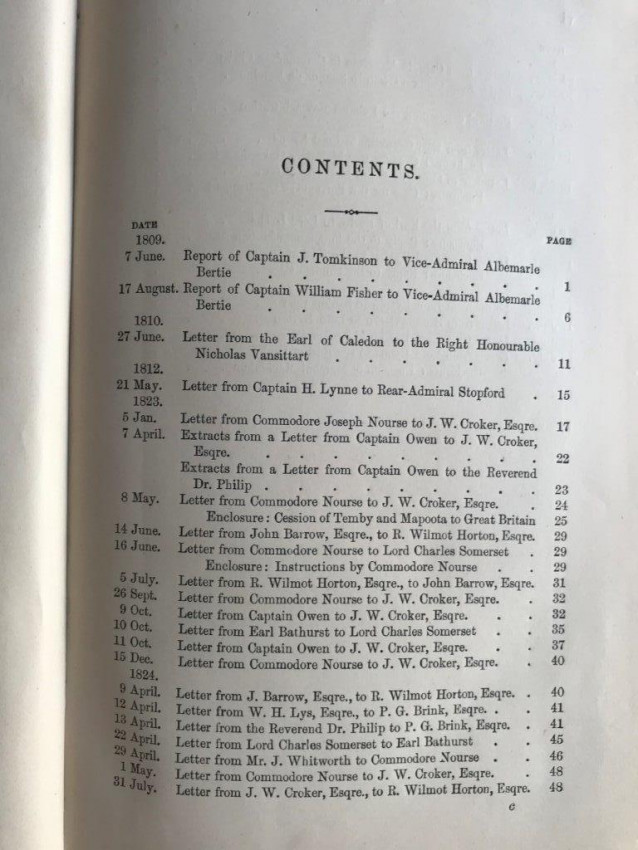 CONTENTS.
DATE
1809. PAGE
7 June. Report of Captain J. Tomkinson to Vice-Admiral Albemarle
Bertie . . . . . . . . 1
17 August. Report of Captain William Fisher to Vice-Admiral Albemarle
Bertie . . . . . . . . 6
1810.
27 June. Letter from the Earl of Caledon to the Right Honourable
Nicholas Vansittart . . . . . . 11
1812.
21 May. Letter from Captain H. Lynne to Rear-Admiral Stopford . 15
1823.
5 Jan. Letter from Commodore Joseph Nourse to J. W. Croker, Esqre. 17
7 April. Extracts from a Letter from Captain Owen to J. W. Croker,
Esqre. . . . . . . . . 22
Extracts from a Letter from Captain Owen to the Reverend
Dr. Philip . . . . . . . . 23
8 May. Letter from Commodore Nourse to J. W. Croker, Esqre. . 24
Enclosure: Cession of Temby and Mapoota to Great Britain 25
14 June. Letter from John Barrow, Esqre., to R. Wilmot Horton, Esqre. 29
16 June. Letter from Commodore Nourse to Lord Charles Somerset . 29
Enclosure: Instructions by Commodore Nourse . . 29
5 July. Letter from R. Wilmot Horton, Esqre., to John Barrow, Esqre. 31
26 Sept. Letter from Commodore Nourse to J. W. Croker, Esqre. . 32
9 Oct. Letter from Captain Owen to J. W. Croker, Esqre. . . 32
10 Oct. Letter from Earl Bathurst to Lord Charles Somerset . . 35
11 Oct. Letter from Captain Owen to J. W. Croker, Esqre. . . 37
15 Dec. Letter from Commodore Nourse to J. W. Croker, Esqre. . 40
1824.
9 April. Letter from J. Barrow, Esqre., to R. Wilmot Horton, Esqre. . 40
12 April. Letter from W. H. Lys, Esqre., to P. G. Brink, Esqre. . . 41
13 April. Letter from the Reverend Dr. Philip to P. G. Brink, Esqre. . 41
22 April. Letter from Lord Charles Somerset to Earl Bathurst . . 45
29 April. Letter from Mr. J. Whitworth to Commodore Nourse . . 46
1 May. Letter from Commodore Nourse to J. W. Croker, Esqre. . 48
31 July. Letter from J. W. Croker, Esqre., to R. Wilmot Horton, Esqre. 48
c